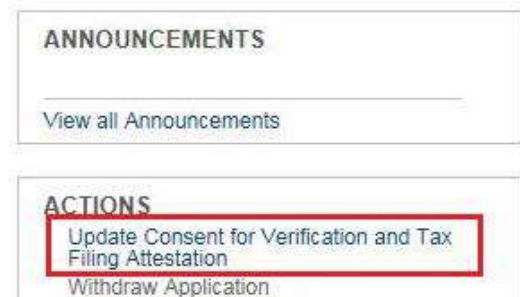 ANNOUNCEMENTS
View all Announcements
ACTIONS
Update Consent for Verification and Tax
Filing Attestation
Withdraw Application